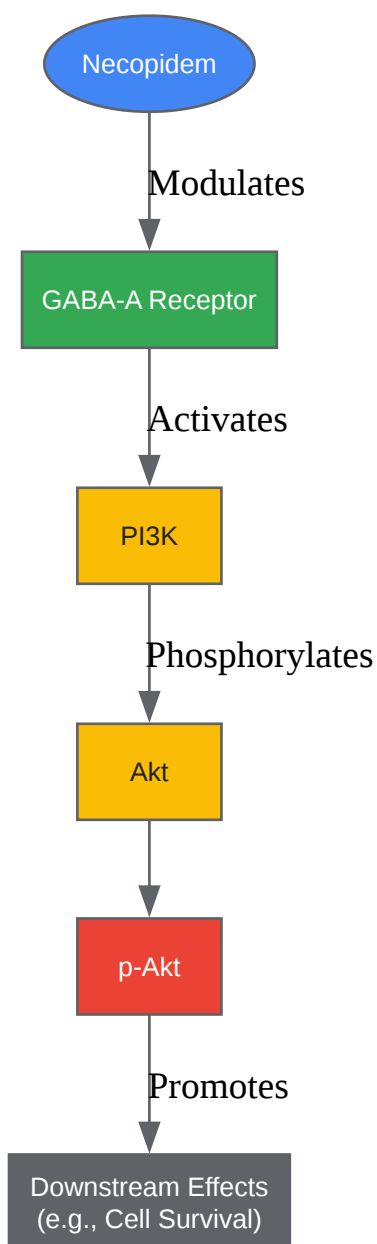 Necopidem
Modulates
GABA-A Receptor
Activates
PI3K
Phosphorylates
Akt
p-Akt
Promotes
Downstream Effects
(e.g., Cell Survival)